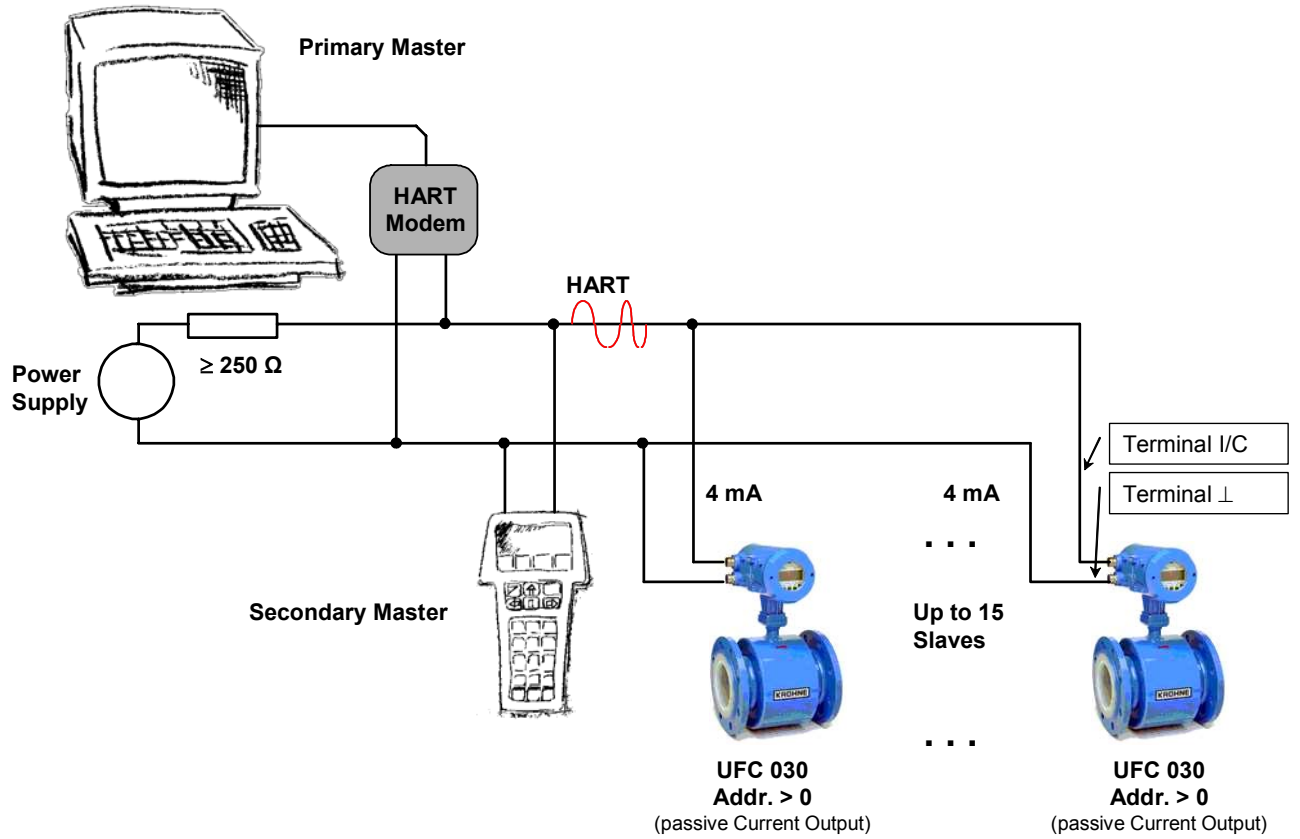 Primary Master
HART
Modem
HART
≥ 250 Ω
Power
Supply
Terminal I/C
Terminal ⊥
4 mA
4 mA
. . .
Secondary Master
Up to 15
Slaves
KROHNE
KROHNE
. . .
UFC 030
Addr. > 0
(passive Current Output)
UFC 030
Addr. > 0
(passive Current Output)